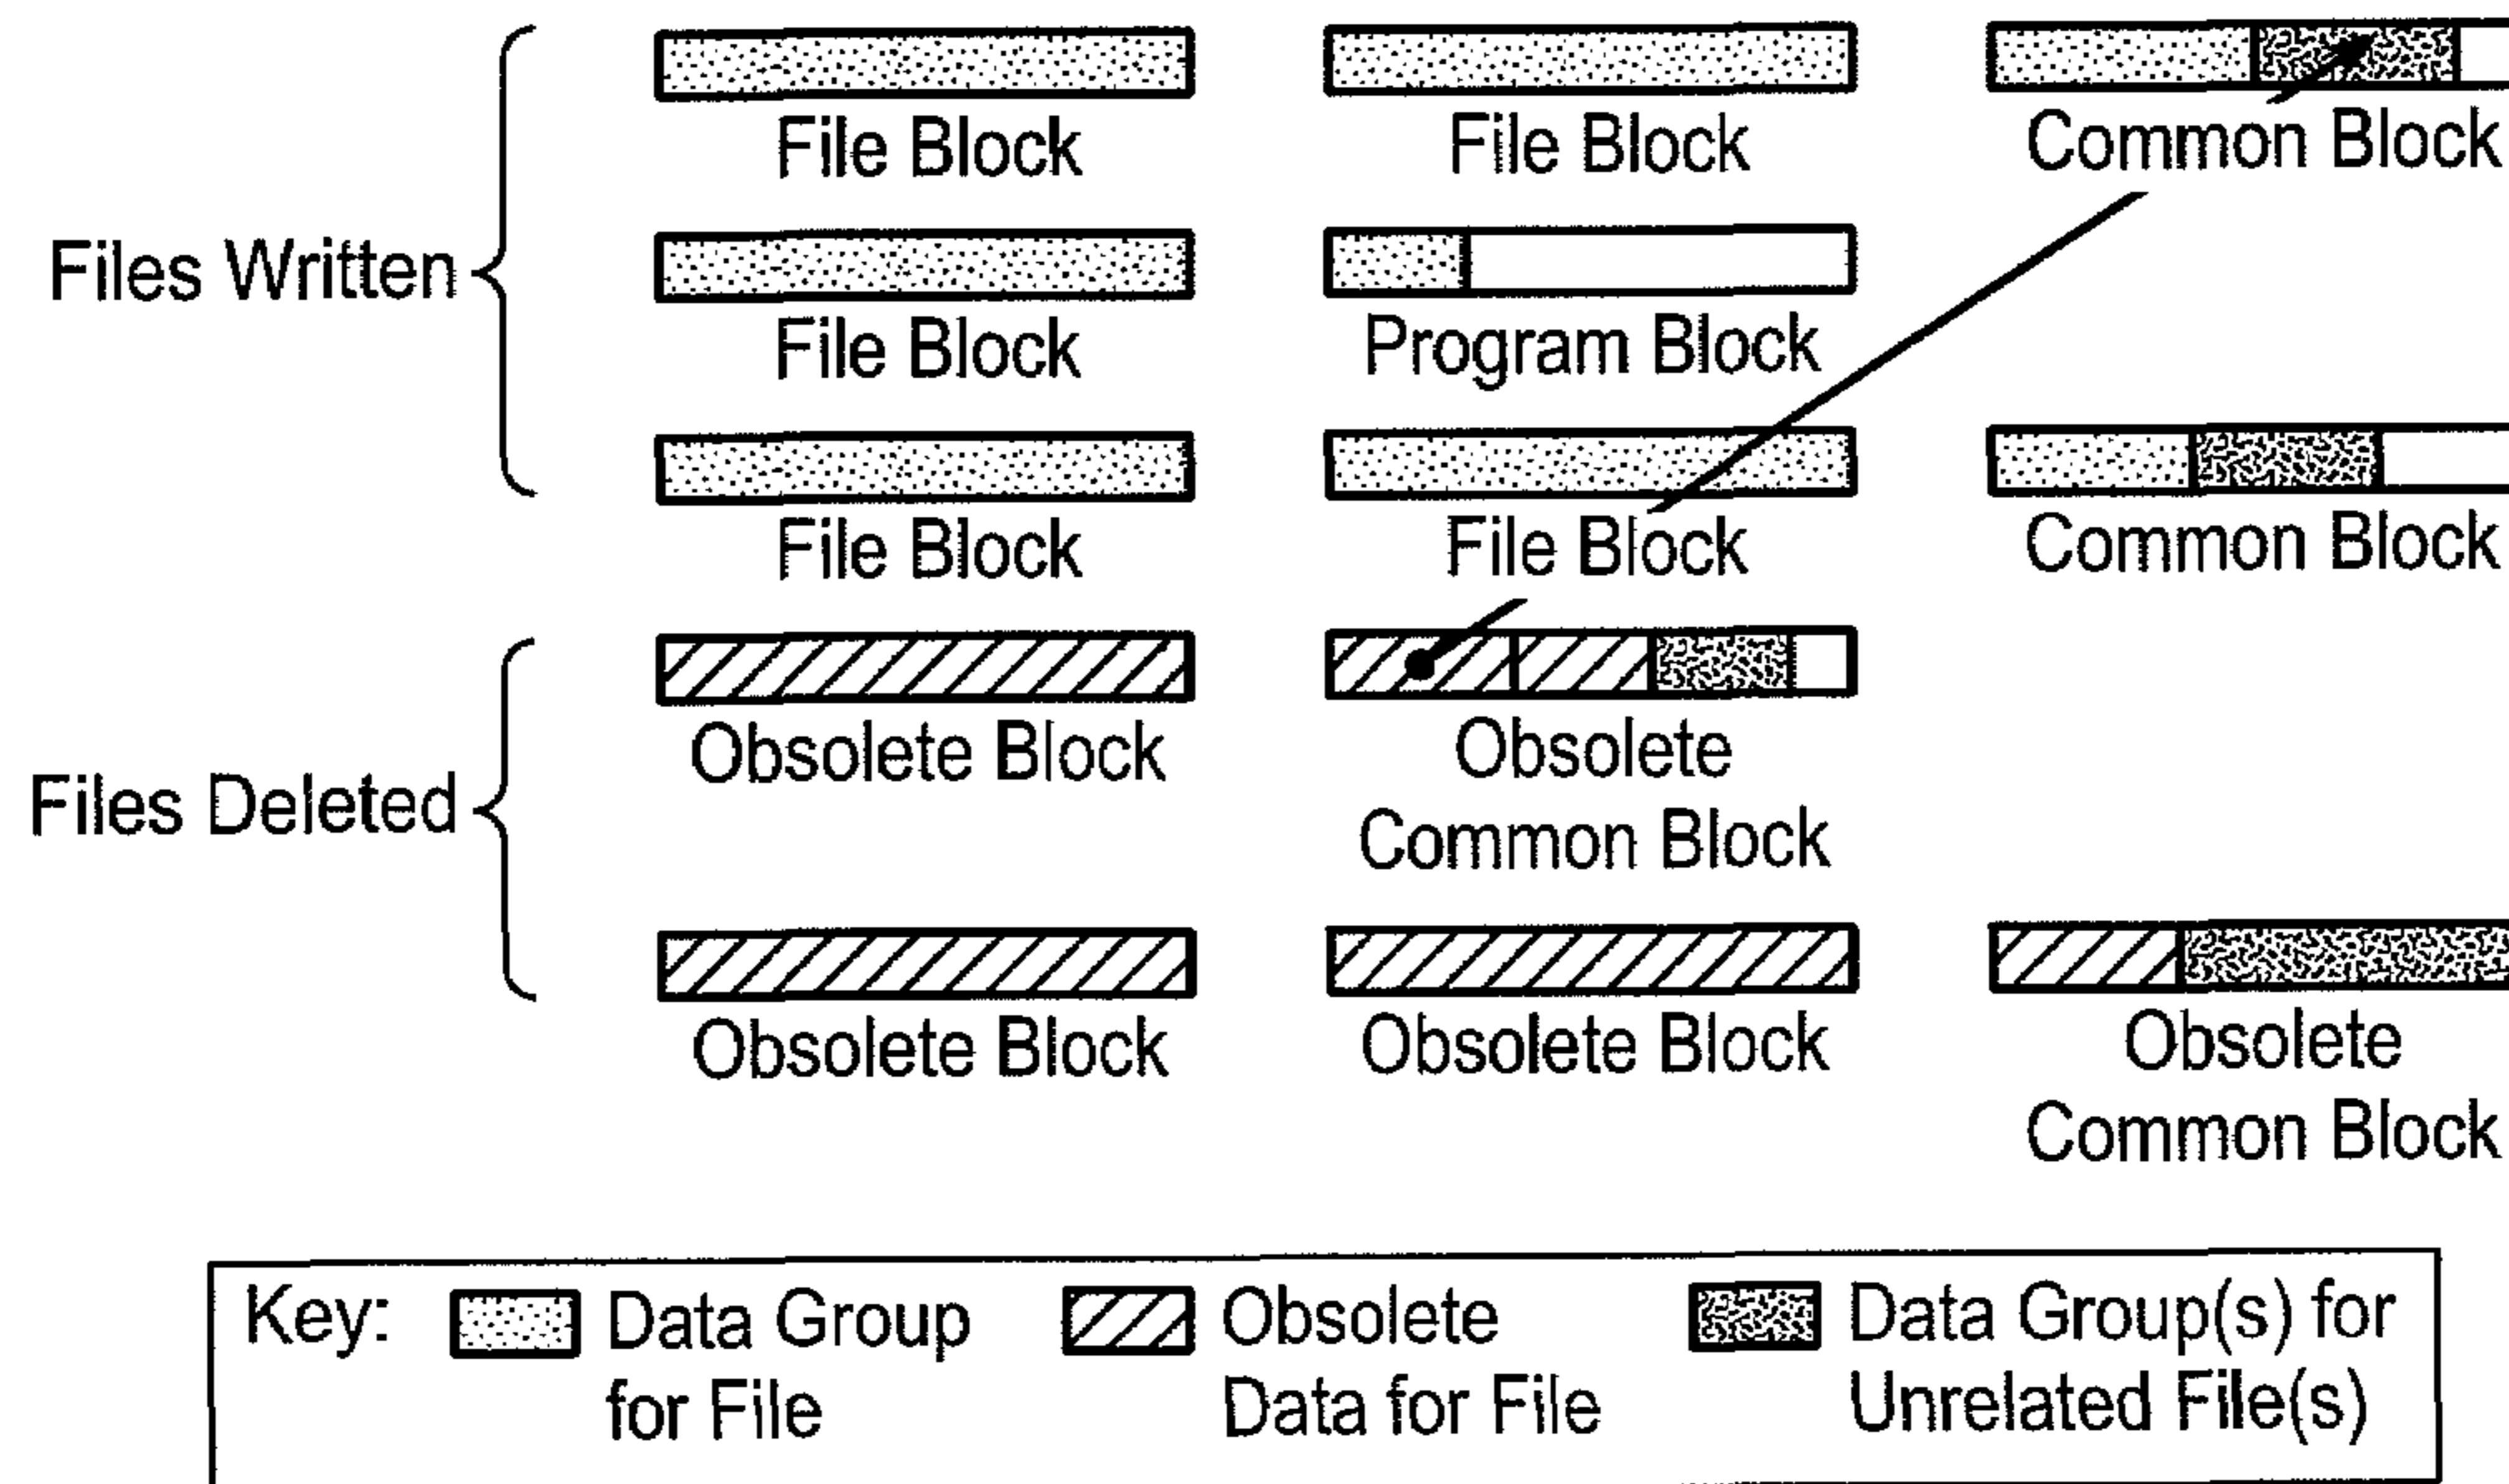 File Block
File Block
Common Block
Files Written
File Block
Program Block
File Block
File Block
Common Block
Files Deleted
Obsolete Block
Obsolete
Common Block
Obsolete Block
Obsolete Block
Obsolete
Common Block
Key:
Data Group
for File
Obsolete
Data for File
Data Group(s) for
Unrelated File(s)